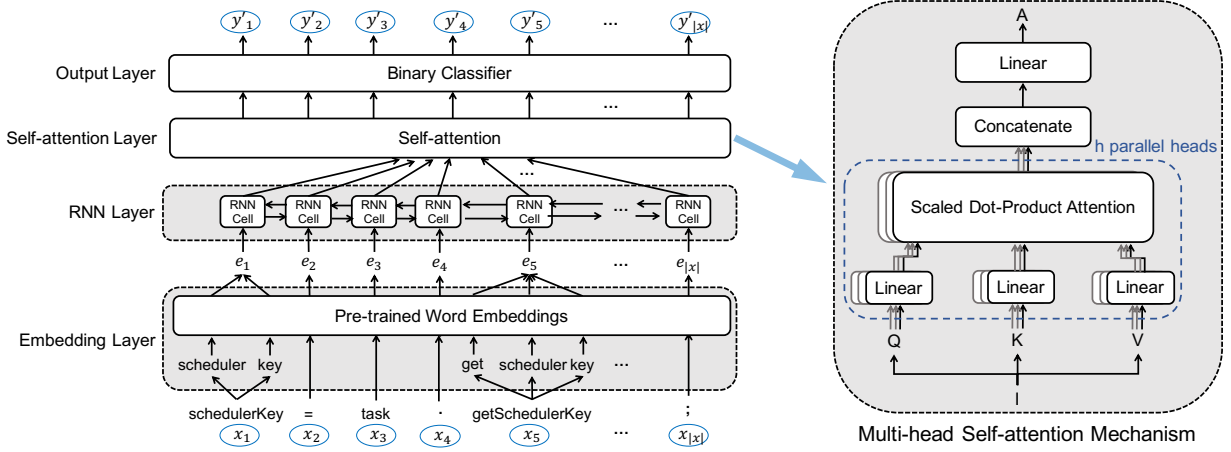 y′1 y′2 y′3 y′4 y′5 ... y′|x|
Output Layer
Binary Classifier
...
Self-attention Layer
Self-attention
...
RNN Layer
RNN Cell RNN Cell RNN Cell RNN Cell RNN Cell ... RNN Cell
e1 e2 e3 e4 e5 ... e|x|
Embedding Layer
Pre-trained Word Embeddings
scheduler key get scheduler key ...
schedulerKey = task . getSchedulerKey ;
x1 x2 x3 x4 x5 ... x|x|
A
Linear
Concatenate
h parallel heads
Scaled Dot-Product Attention
Linear Linear Linear
Q K V
I
Multi-head Self-attention Mechanism